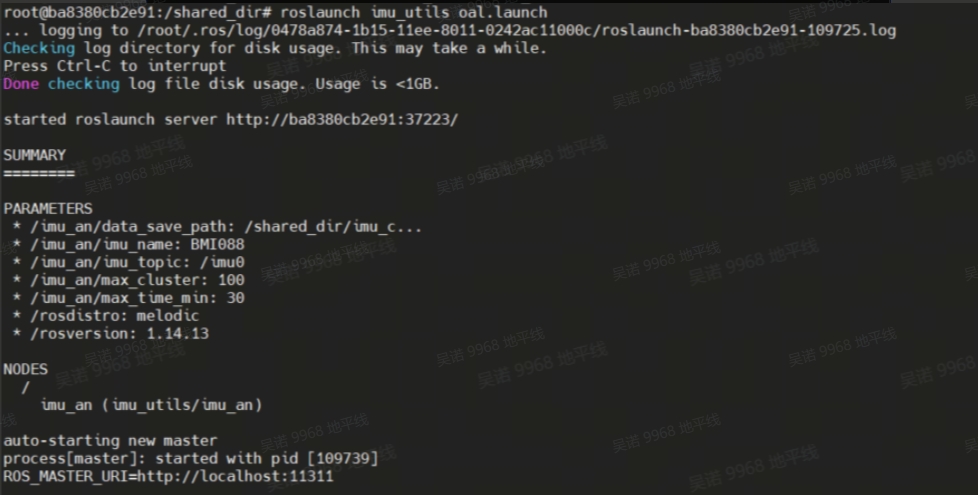 root@ba8380cb2e91:/shared_dir# roslaunch imu_utils oal.launch
... logging to /root/.ros/log/0478a874-1b15-11ee-8011-0242ac11000c/roslaunch-ba8380cb2e91-109725.log
Checking log directory for disk usage. This may take a while.
Press Ctrl-C to interrupt
Done checking log file disk usage. Usage is <1GB.
started roslaunch server http://ba8380cb2e91:37223/
SUMMARY
========
PARAMETERS
 * /imu_an/data_save_path: /shared_dir/imu_c...
 * /imu_an/imu_name: BMI088
 * /imu_an/imu_topic: /imu0
 * /imu_an/max_cluster: 100
 * /imu_an/max_time_min: 30
 * /rosdistro: melodic
 * /rosversion: 1.14.13
NODES
  /
    imu_an (imu_utils/imu_an)
auto-starting new master
process[master]: started with pid [109739]
ROS_MASTER_URI=http://localhost:11311
吴诺 9968 地平线